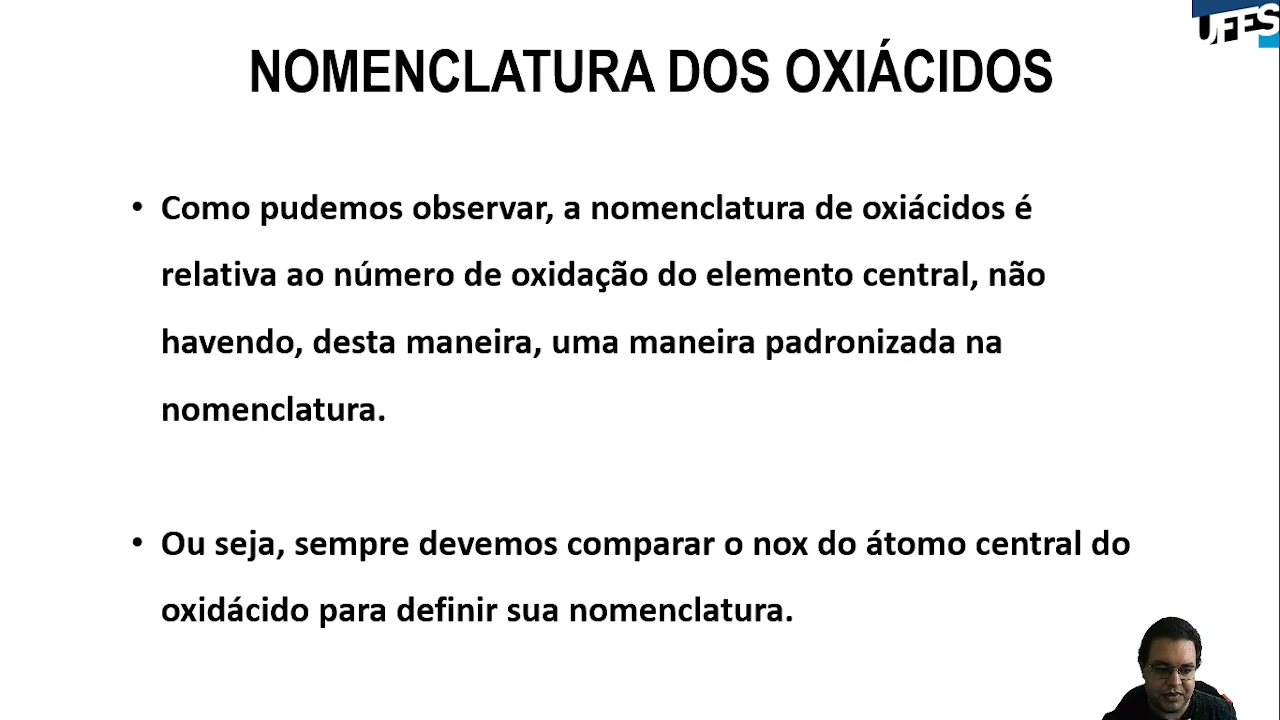 UFES
NOMENCLATURA DOS OXIÁCIDOS
• Como pudemos observar, a nomenclatura de oxiácidos é
relativa ao número de oxidação do elemento central, não
havendo, desta maneira, uma maneira padronizada na
nomenclatura.
• Ou seja, sempre devemos comparar o nox do átomo central do
oxidácido para definir sua nomenclatura.